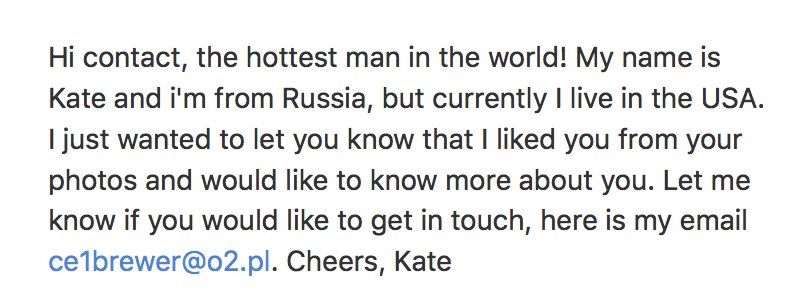 Hi contact, the hottest man in the world! My name is
Kate and i'm from Russia, but currently I live in the USA.
I just wanted to let you know that I liked you from your
photos and would like to know more about you. Let me
know if you would like to get in touch, here is my email
ce1brewer@o2.pl. Cheers, Kate